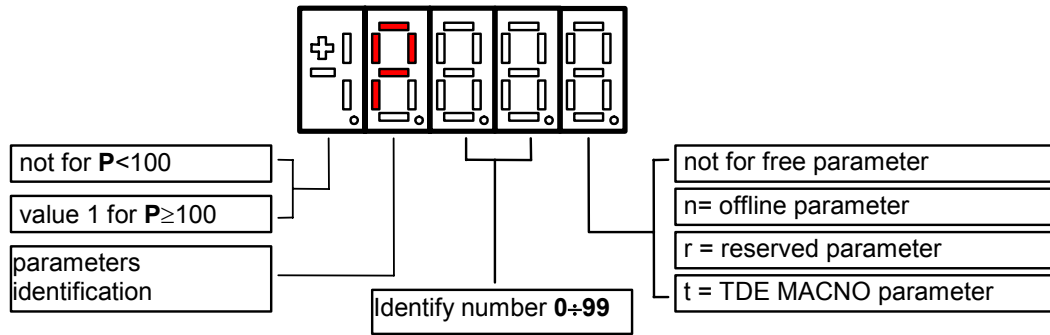 not for P<100
value 1 for P≥100
parameters
identification
Identify number 0÷99
not for free parameter
n= offline parameter
r = reserved parameter
t = TDE MACNO parameter